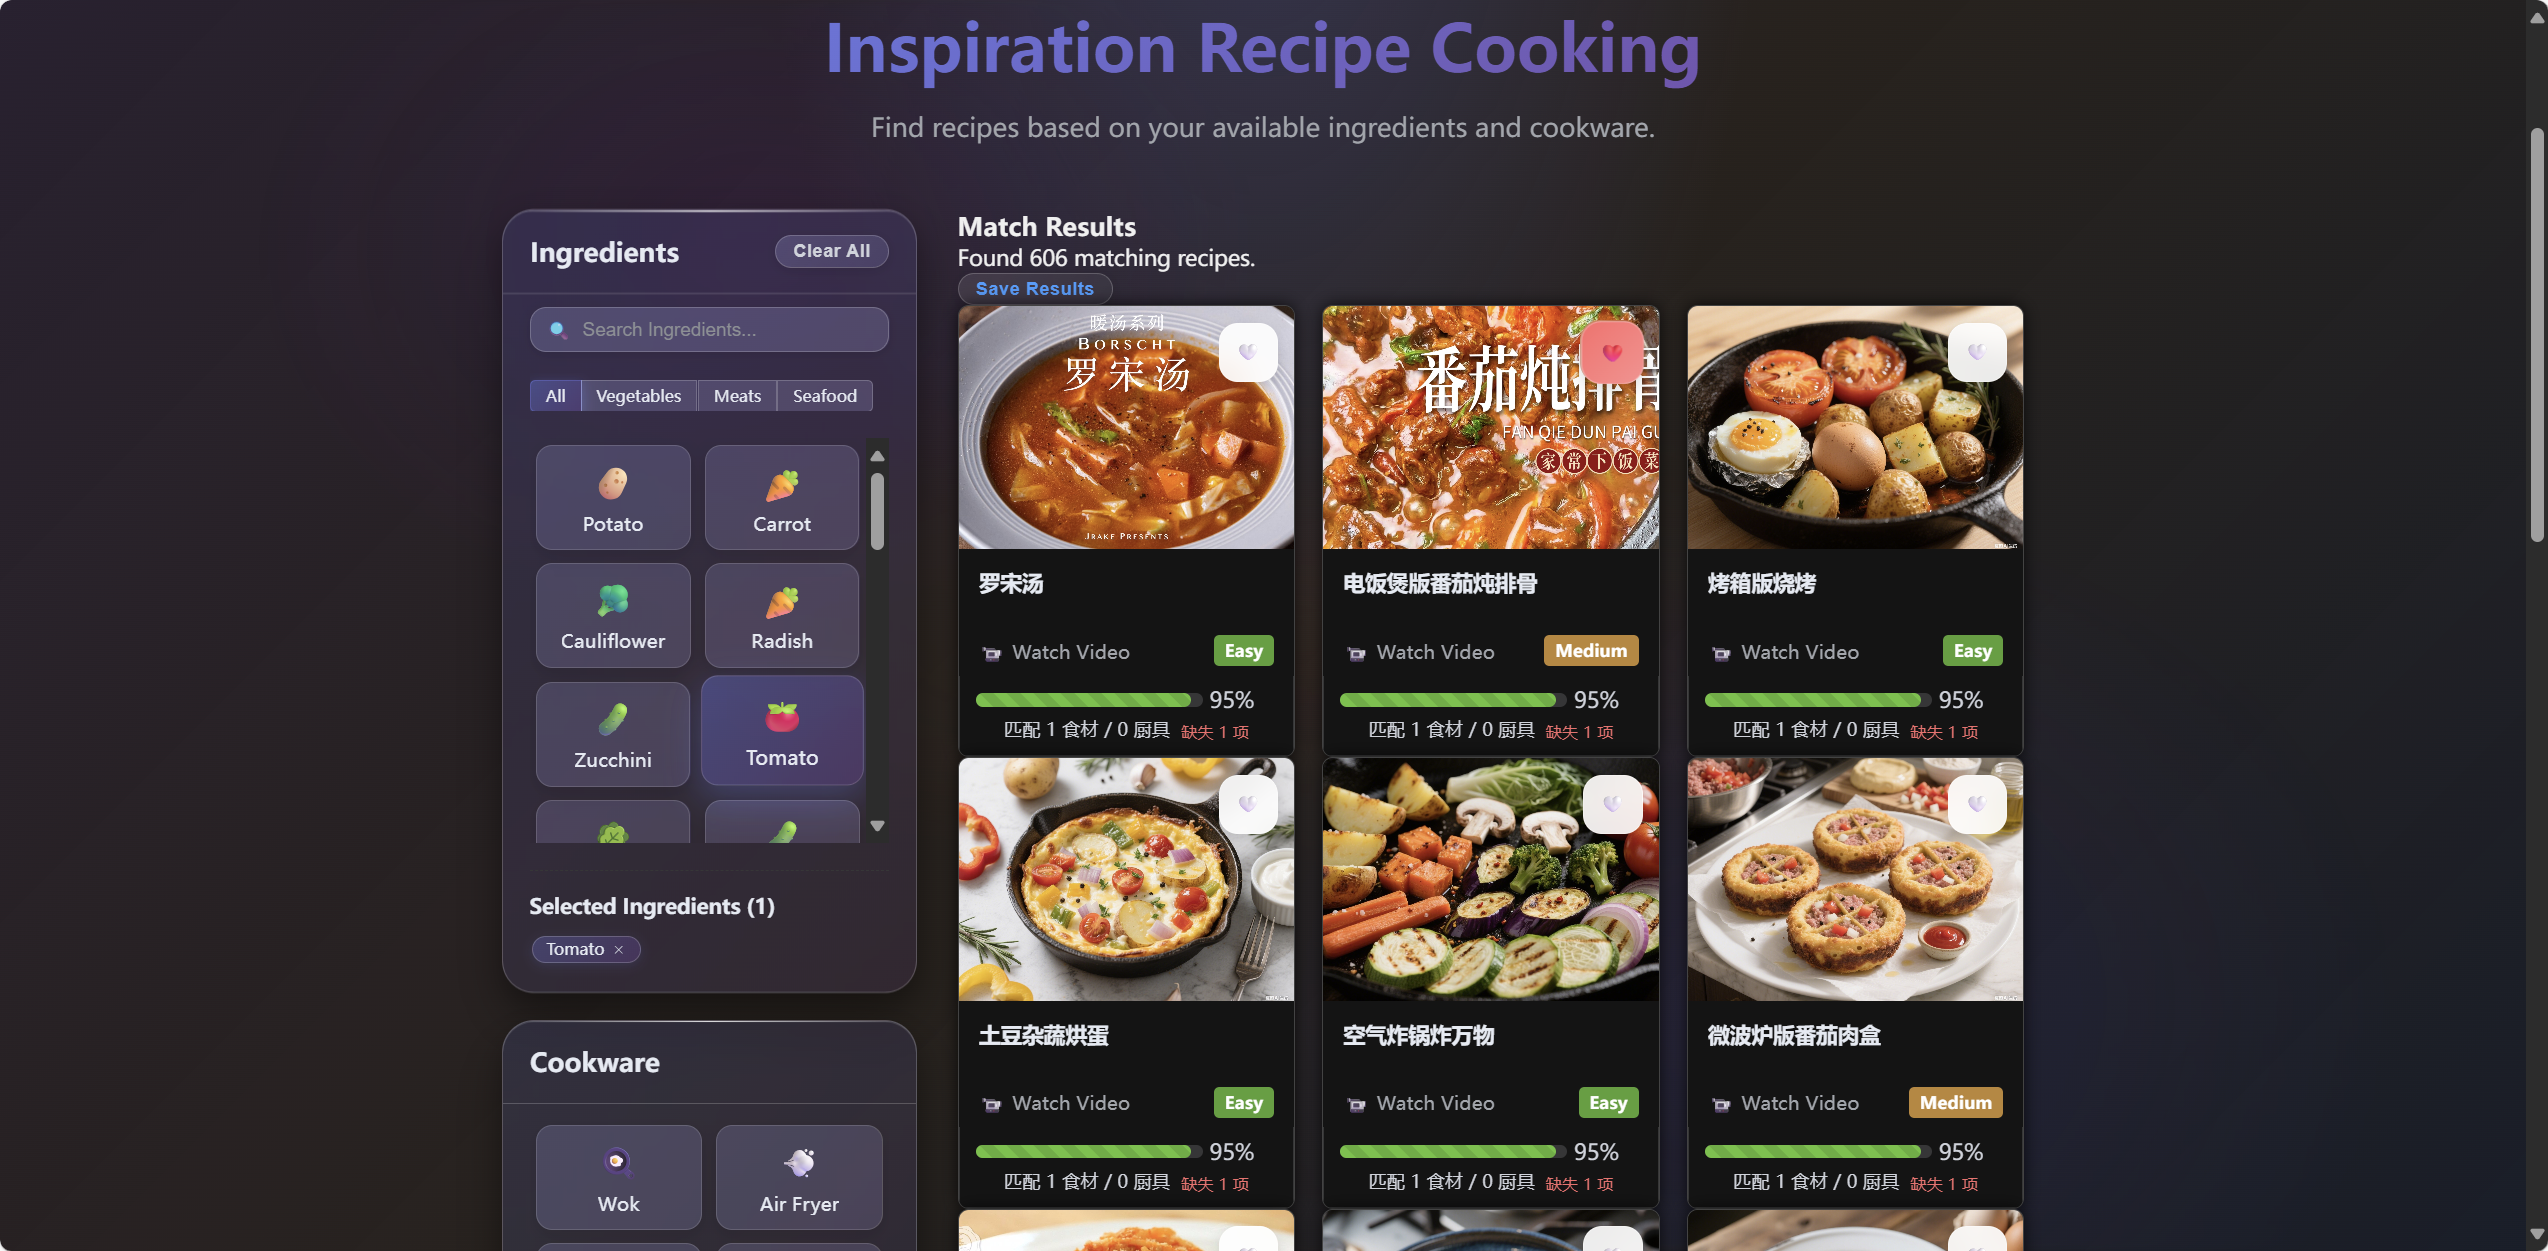 Inspiration Recipe Cooking
Find recipes based on your available ingredients and cookware.
Ingredients
Clear All
Search Ingredients...
All
Vegetables
Meats
Seafood
Potato
Carrot
Cauliflower
Radish
Zucchini
Tomato
Selected Ingredients (1)
Tomato ×
Cookware
Wok
Air Fryer
Match Results
Found 606 matching recipes.
Save Results
暖汤系列
BORSCHT
罗宋汤
JRAKE PRESENTS
罗宋汤
Watch Video
Easy
95%
匹配 1 食材 / 0 厨具 缺失 1 项
番茄炖排骨
FAN QIE DUN PAI GU
家常下饭菜
电饭煲版番茄炖排骨
Watch Video
Medium
95%
匹配 1 食材 / 0 厨具 缺失 1 项
烤箱版烧烤
Watch Video
Easy
95%
匹配 1 食材 / 0 厨具 缺失 1 项
土豆杂蔬烘蛋
Watch Video
Easy
95%
匹配 1 食材 / 0 厨具 缺失 1 项
空气炸锅炸万物
Watch Video
Easy
95%
匹配 1 食材 / 0 厨具 缺失 1 项
微波炉版番茄肉盒
Watch Video
Medium
95%
匹配 1 食材 / 0 厨具 缺失 1 项